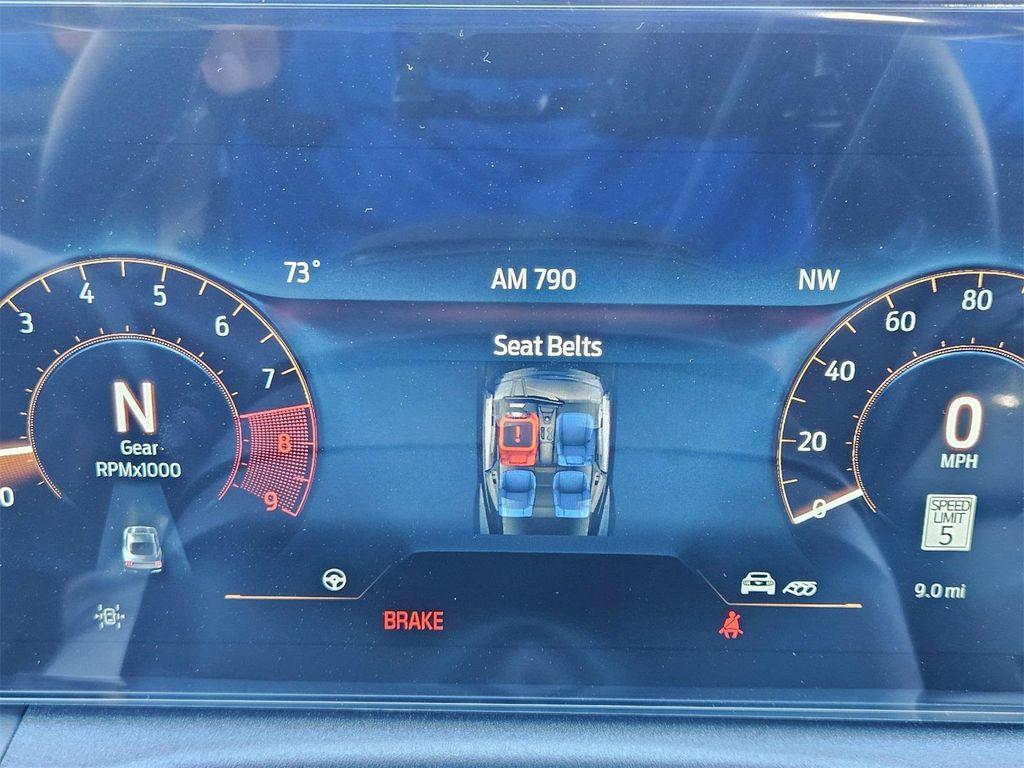 73° AM 790 NW
3 4 5 6 7 8 9 0
N
Gear
RPMx1000
Seat Belts
!
0 20 40 60 80
0
MPH
SPEED
LIMIT
5
9.0 mi
BRAKE